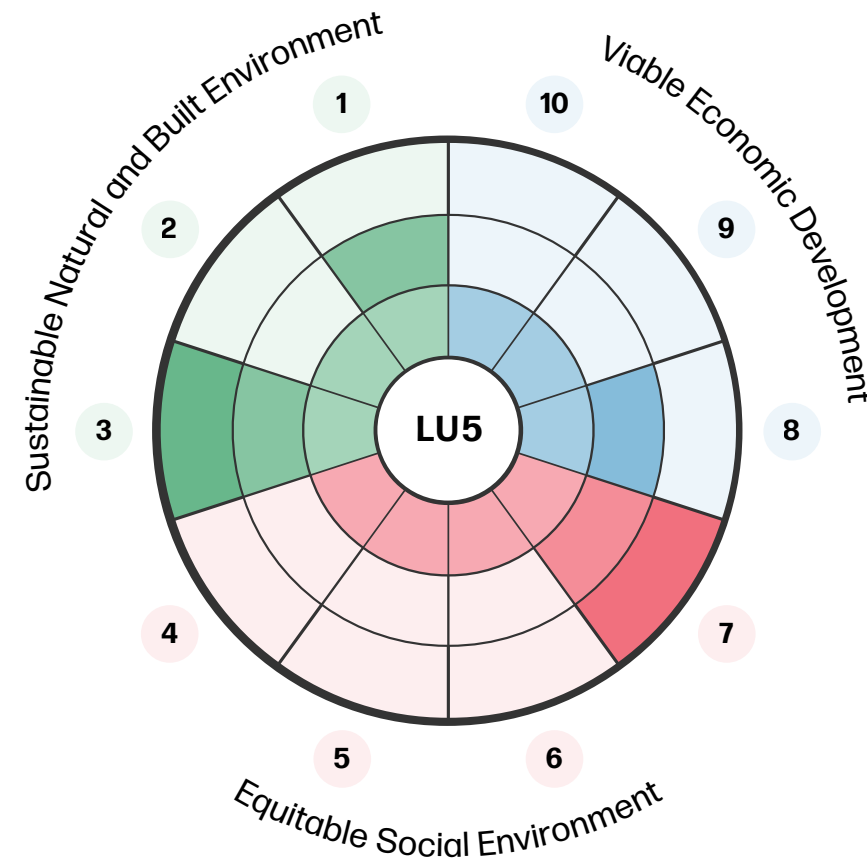 Sustainable Natural and Built Environment
Viable Economic Development
1
10
2
9
3
LU5
8
4
7
5
6
Equitable Social Environment